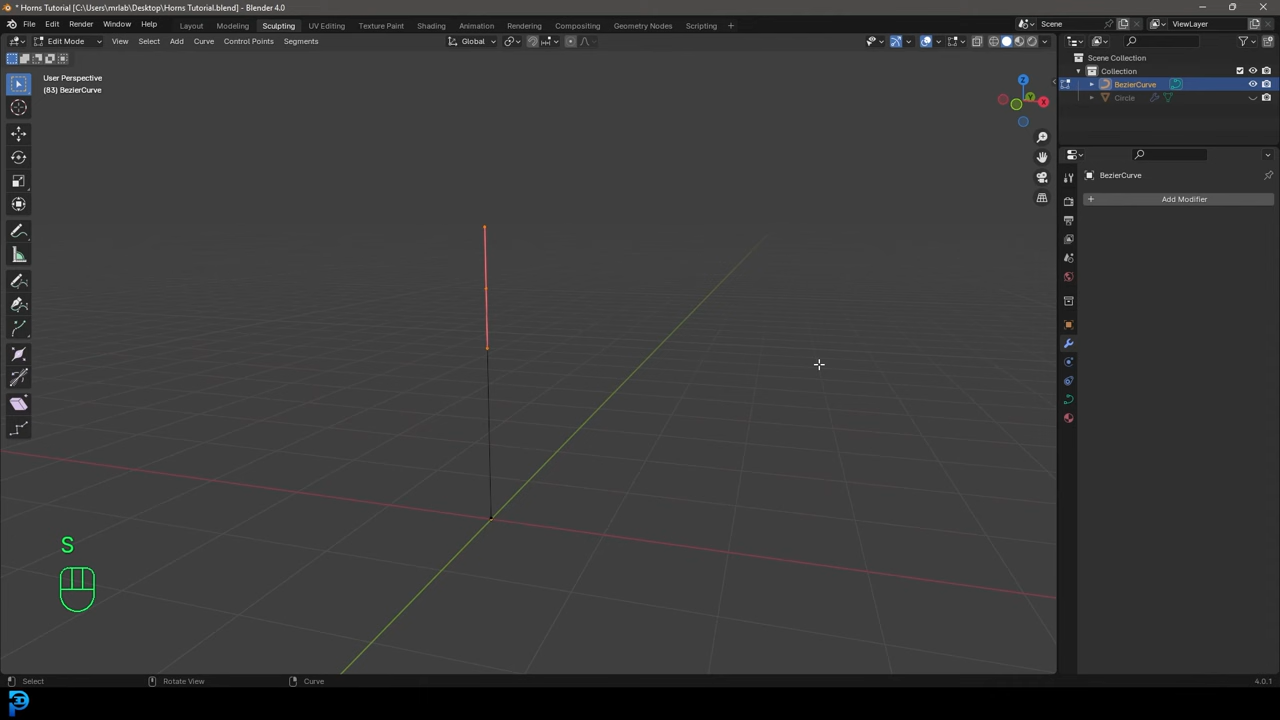 * Horns Tutorial [C:\Users\mrlab\Desktop\Horns Tutorial.blend] - Blender 4.0
File Edit Render Window Help Layout Modeling Sculpting UV Editing Texture Paint Shading Animation Rendering Compositing Geometry Nodes Scripting + Scene ViewLayer
Edit Mode View Select Add Curve Control Points Segments Global
User Perspective
(83) BezierCurve
Z
Y
X
Scene Collection
Collection
BezierCurve
Circle
BezierCurve
+ Add Modifier
S
Select Rotate View Curve 4.0.1